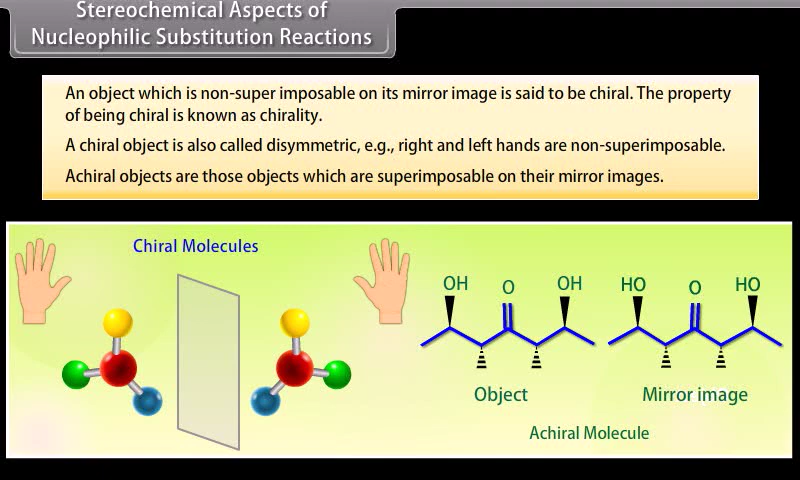 Stereochemical Aspects of
Nucleophilic Substitution Reactions
An object which is non-super imposable on its mirror image is said to be chiral. The property
of being chiral is known as chirality.
A chiral object is also called disymmetric, e.g., right and left hands are non-superimposable.
Achiral objects are those objects which are superimposable on their mirror images.
Chiral Molecules
OH O OH HO O HO
Object Mirror image
Achiral Molecule